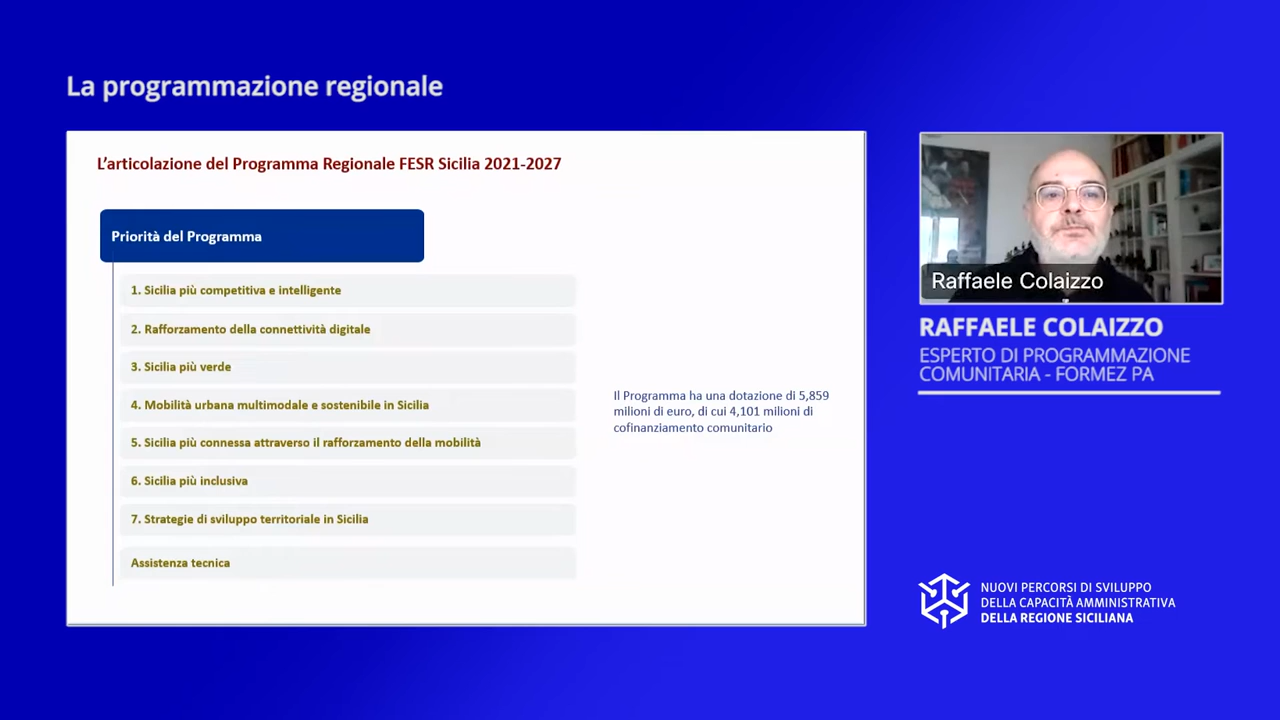 La programmazione regionale
L'articolazione del Programma Regionale FESR Sicilia 2021-2027
Priorità del Programma
1. Sicilia più competitiva e intelligente
2. Rafforzamento della connettività digitale
3. Sicilia più verde
4. Mobilità urbana multimodale e sostenibile in Sicilia
5. Sicilia più connessa attraverso il rafforzamento della mobilità
6. Sicilia più inclusiva
7. Strategie di sviluppo territoriale in Sicilia
Assistenza tecnica
Il Programma ha una dotazione di 5,859
milioni di euro, di cui 4,101 milioni di
cofinanziamento comunitario
Raffaele Colaizzo
RAFFAELE COLAIZZO
ESPERTO DI PROGRAMMAZIONE
COMUNITARIA - FORMEZ PA
NUOVI PERCORSI DI SVILUPPO
DELLA CAPACITÀ AMMINISTRATIVA
DELLA REGIONE SICILIANA